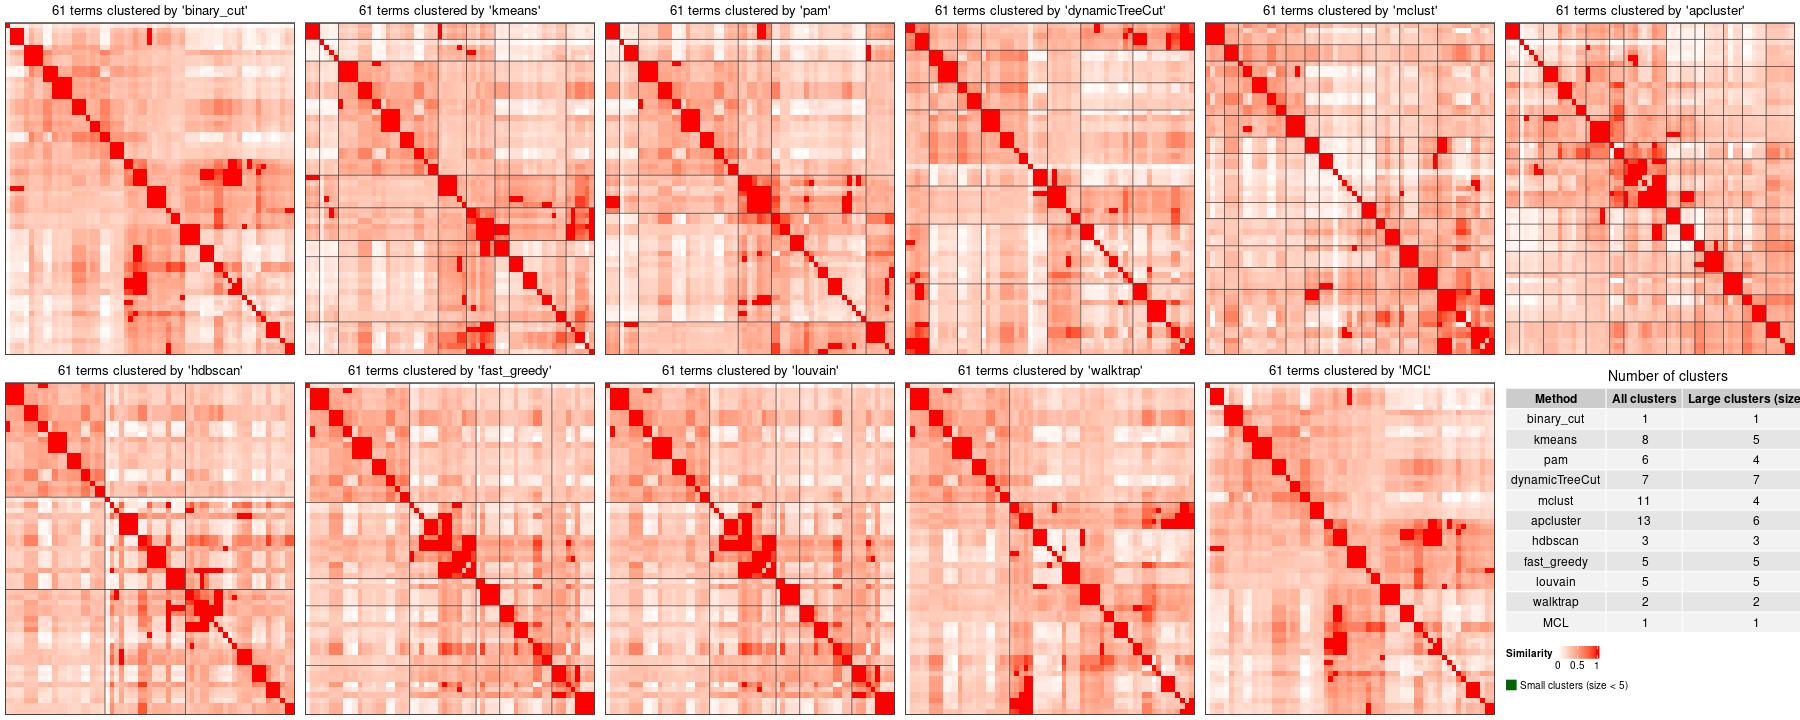 61 terms clustered by 'binary_cut'
61 terms clustered by 'kmeans'
61 terms clustered by 'pam'
61 terms clustered by 'dynamicTreeCut'
61 terms clustered by 'mclust'
61 terms clustered by 'apcluster'
61 terms clustered by 'hdbscan'
61 terms clustered by 'fast_greedy'
61 terms clustered by 'louvain'
61 terms clustered by 'walktrap'
61 terms clustered by 'MCL'
Number of clusters
Method All clusters Large clusters (size
binary_cut 1 1
kmeans 8 5
pam 6 4
dynamicTreeCut 7 7
mclust 11 4
apcluster 13 6
hdbscan 3 3
fast_greedy 5 5
louvain 5 5
walktrap 2 2
MCL 1 1
Similarity
0 0.5 1
Small clusters (size < 5)